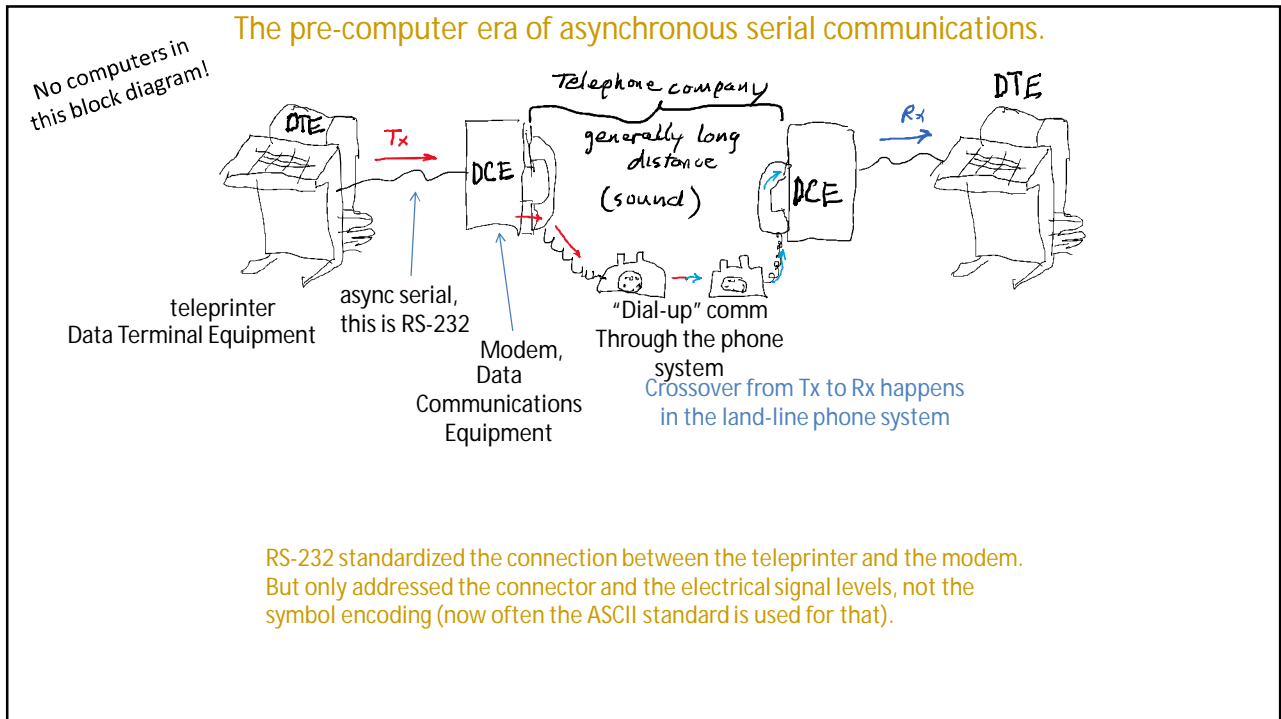 The pre-computer era of asynchronous serial communications.
No computers in
this block diagram!
Telephone company
generally long
distance
(sound)
DTE
Tx
DCE
DCE
Rx
DTE
teleprinter
Data Terminal Equipment
async serial,
this is RS-232
Modem,
Data
Communications
Equipment
“Dial-up” comm
Through the phone
system
Crossover from Tx to Rx happens
in the land-line phone system
RS-232 standardized the connection between the teleprinter and the modem.
But only addressed the connector and the electrical signal levels, not the
symbol encoding (now often the ASCII standard is used for that).